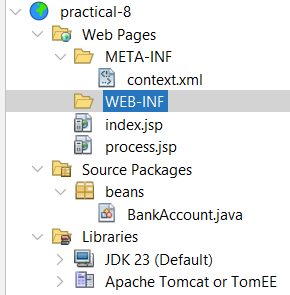 practical-8
Web Pages
META-INF
context.xml
WEB-INF
index.jsp
process.jsp
Source Packages
beans
BankAccount.java
Libraries
JDK 23 (Default)
Apache Tomcat or TomEE